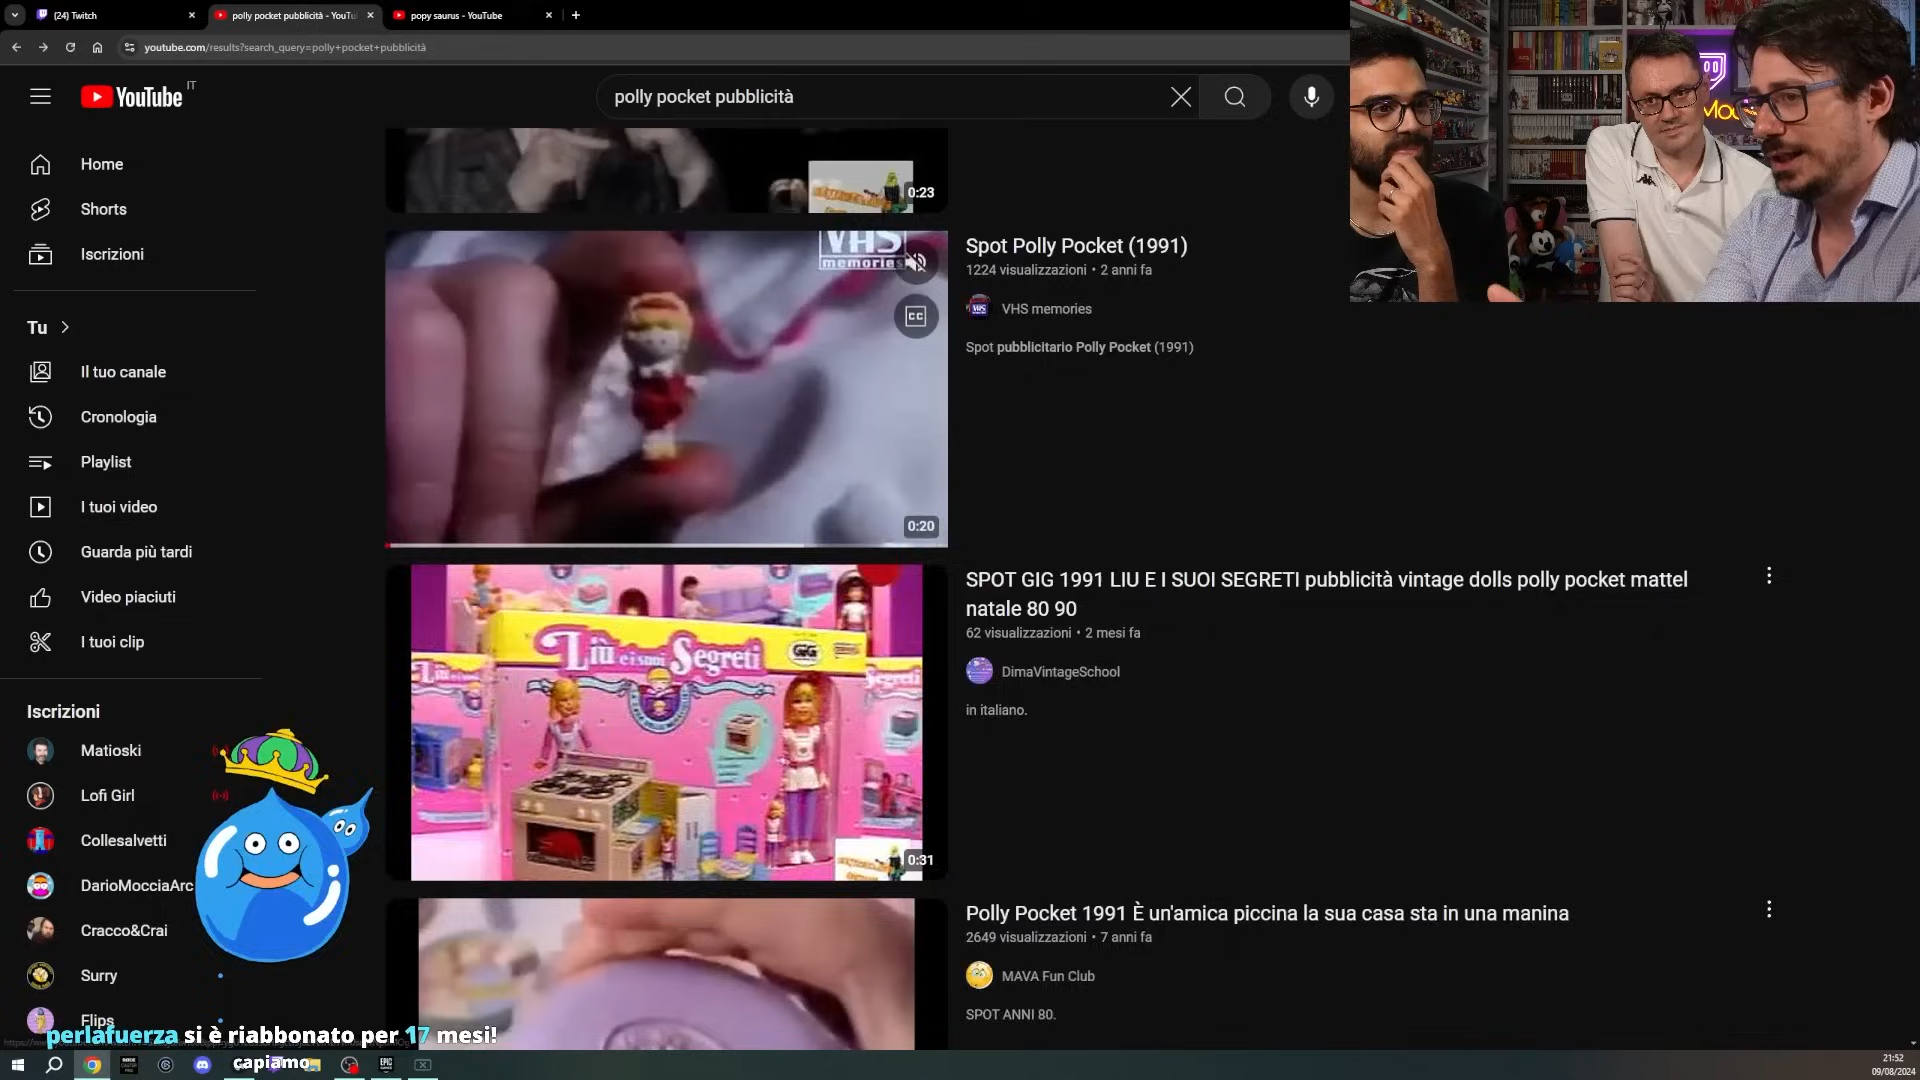 (24) Twitch
polly pocket pubblicità - YouTu
popy saurus - YouTube
youtube.com/results?search_query=polly+pocket+pubblicità
YouTube
IT
polly pocket pubblicità
Home
Shorts
Iscrizioni
Tu
Il tuo canale
Cronologia
Playlist
I tuoi video
Guarda più tardi
Video piaciuti
I tuoi clip
Iscrizioni
Matioski
Lofi Girl
Collesalvetti
DarioMocciaArc
Cracco&Crai
Surry
Flips
0:23
VHS
memories
CC
0:20
Spot Polly Pocket (1991)
1224 visualizzazioni • 2 anni fa
VHS memories
Spot pubblicitario Polly Pocket (1991)
Liù e i suoi Segreti
GiG
Segreti
0:31
SPOT GIG 1991 LIU E I SUOI SEGRETI pubblicità vintage dolls polly pocket mattel
natale 80 90
62 visualizzazioni • 2 mesi fa
DimaVintageSchool
in italiano.
Polly Pocket 1991 È un'amica piccina la sua casa sta in una manina
2649 visualizzazioni • 7 anni fa
MAVA Fun Club
SPOT ANNI 80.
perlafuerza si è riabbonato per 17 mesi!
capiamo
21:52
09/08/2024